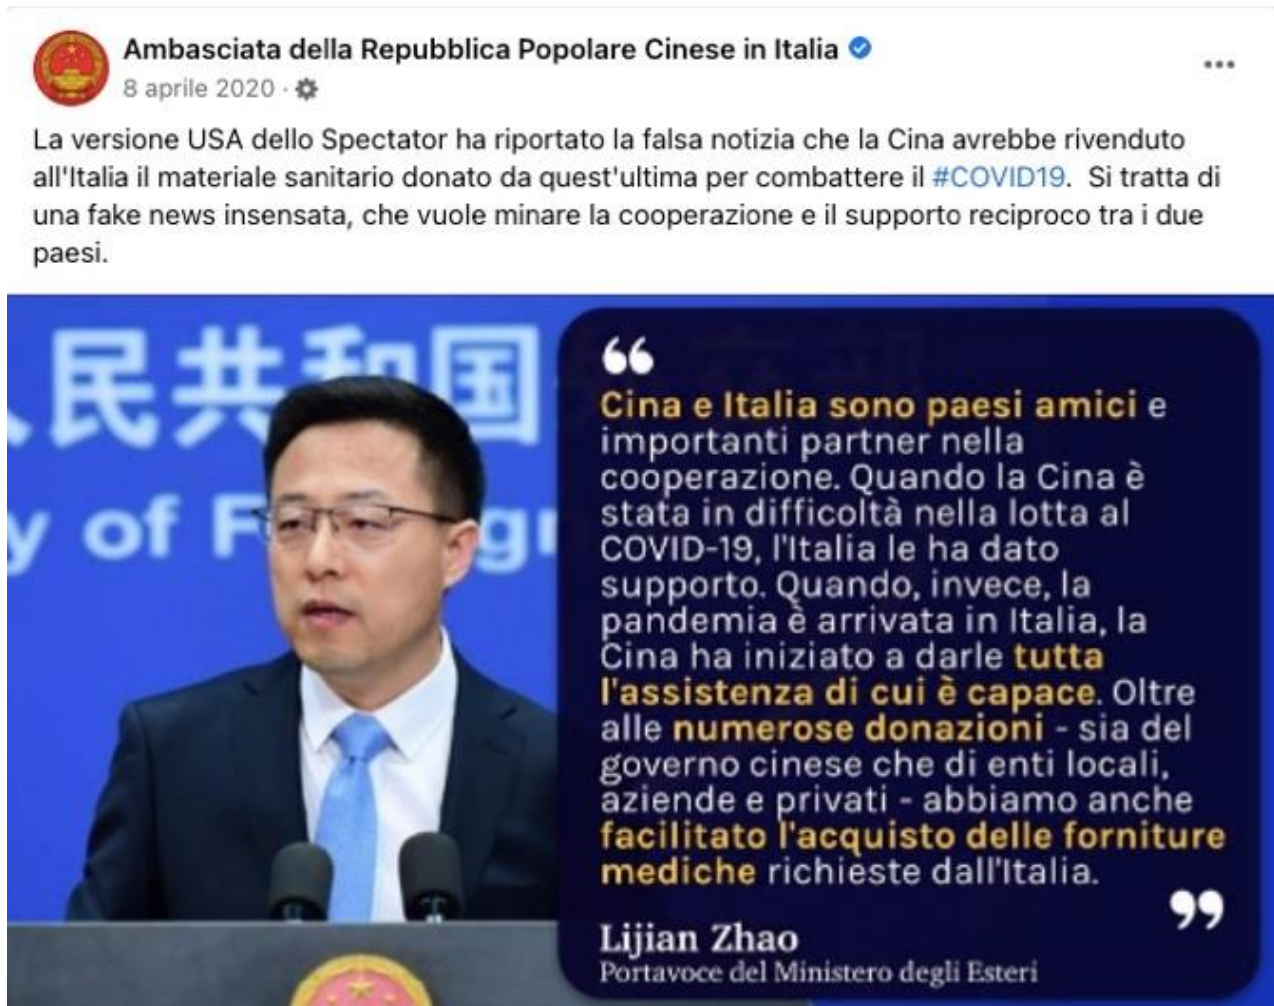 Ambasciata della Repubblica Popolare Cinese in Italia
8 aprile 2020 ·
La versione USA dello Spectator ha riportato la falsa notizia che la Cina avrebbe rivenduto
all'Italia il materiale sanitario donato da quest'ultima per combattere il #COVID19. Si tratta di
una fake news insensata, che vuole minare la cooperazione e il supporto reciproco tra i due
paesi.
人民共和国
y of Foreign
“
Cina e Italia sono paesi amici e
importanti partner nella
cooperazione. Quando la Cina è
stata in difficoltà nella lotta al
COVID-19, l'Italia le ha dato
supporto. Quando, invece, la
pandemia è arrivata in Italia, la
Cina ha iniziato a darle tutta
l'assistenza di cui è capace. Oltre
alle numerose donazioni - sia del
governo cinese che di enti locali,
aziende e privati - abbiamo anche
facilitato l'acquisto delle forniture
mediche richieste dall'Italia.
”
Lijian Zhao
Portavoce del Ministero degli Esteri